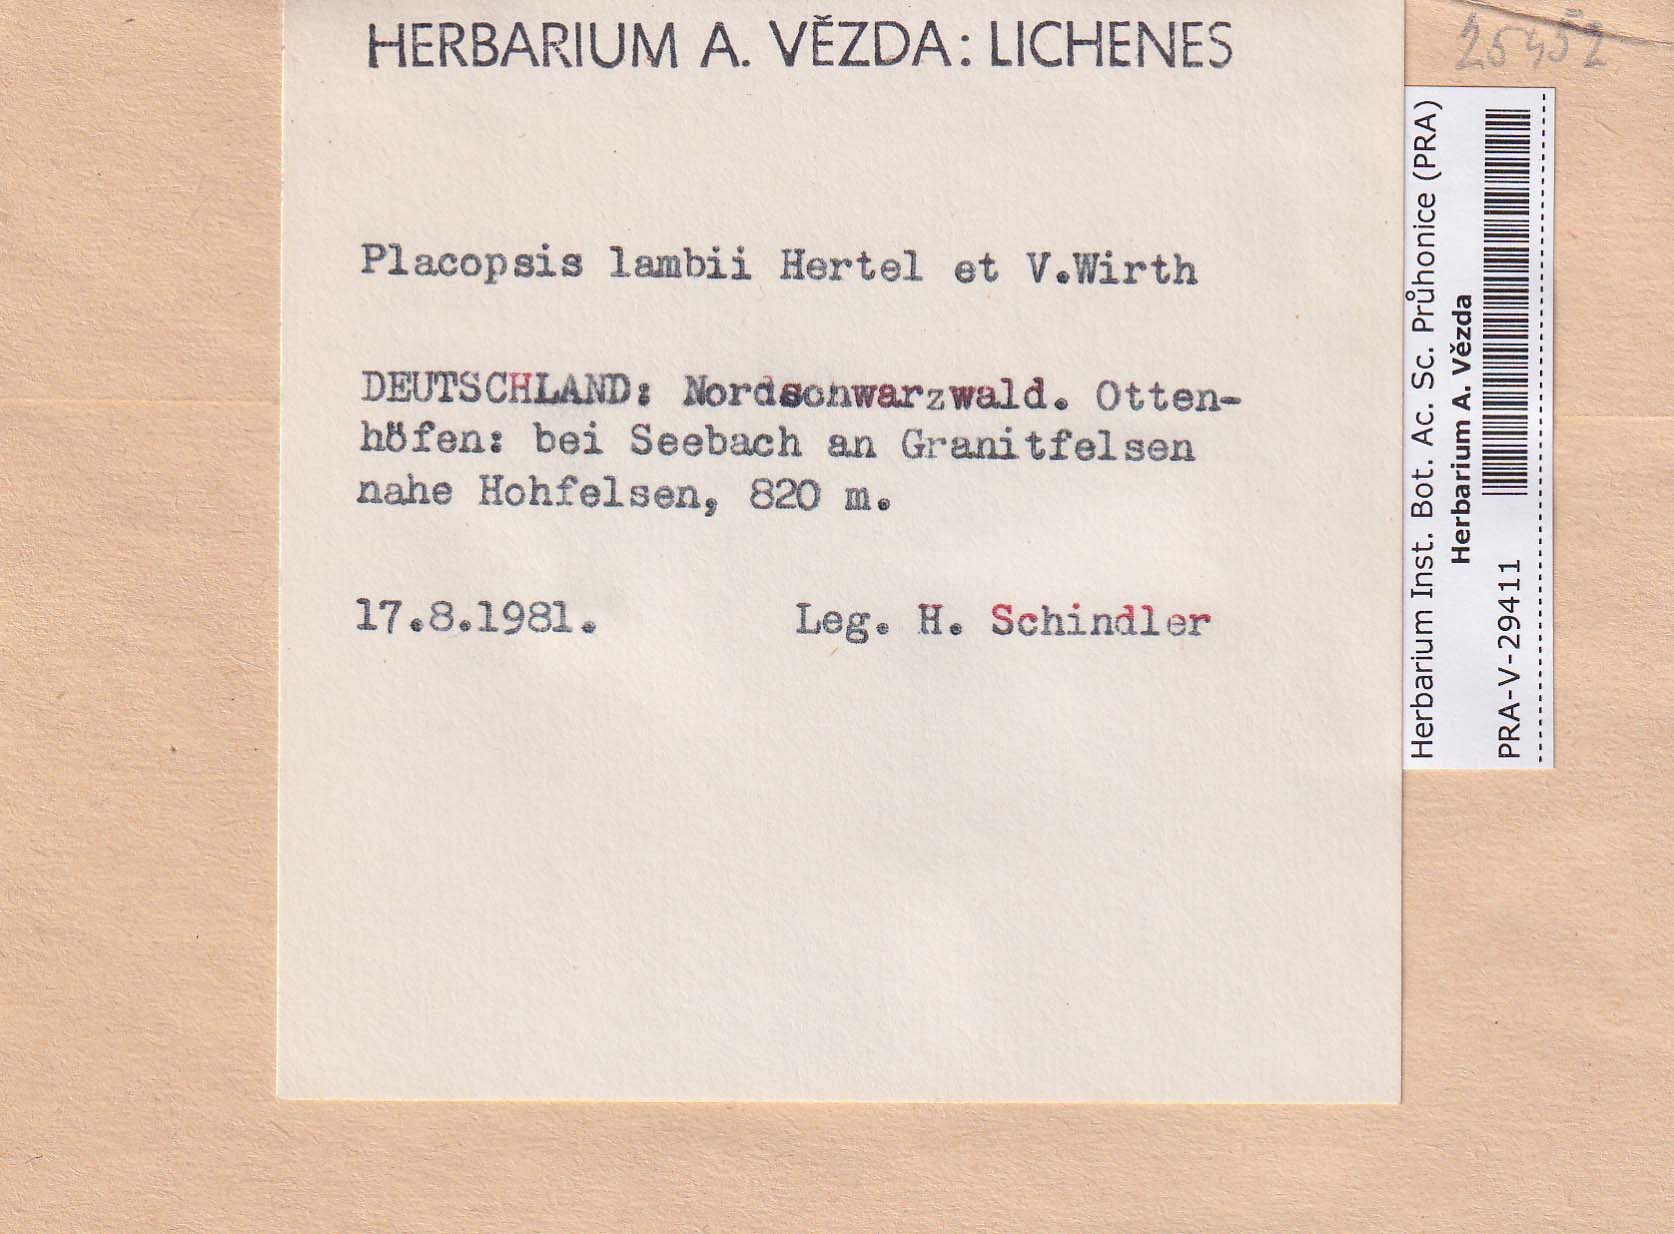 HERBARIUM A. VĚZDA: LICHENES
25452
Placopsis lambii Hertel et V.Wirth
DEUTSCHLAND: Nordschwarzwald. Otten-
höfen: bei Seebach an Granitfelsen
nahe Hohfelsen, 820 m.
17.8.1981. Leg. H. Schindler
Herbarium Inst. Bot. Ac. Sc. Průhonice (PRA)
Herbarium A. Vězda
PRA-V-29411